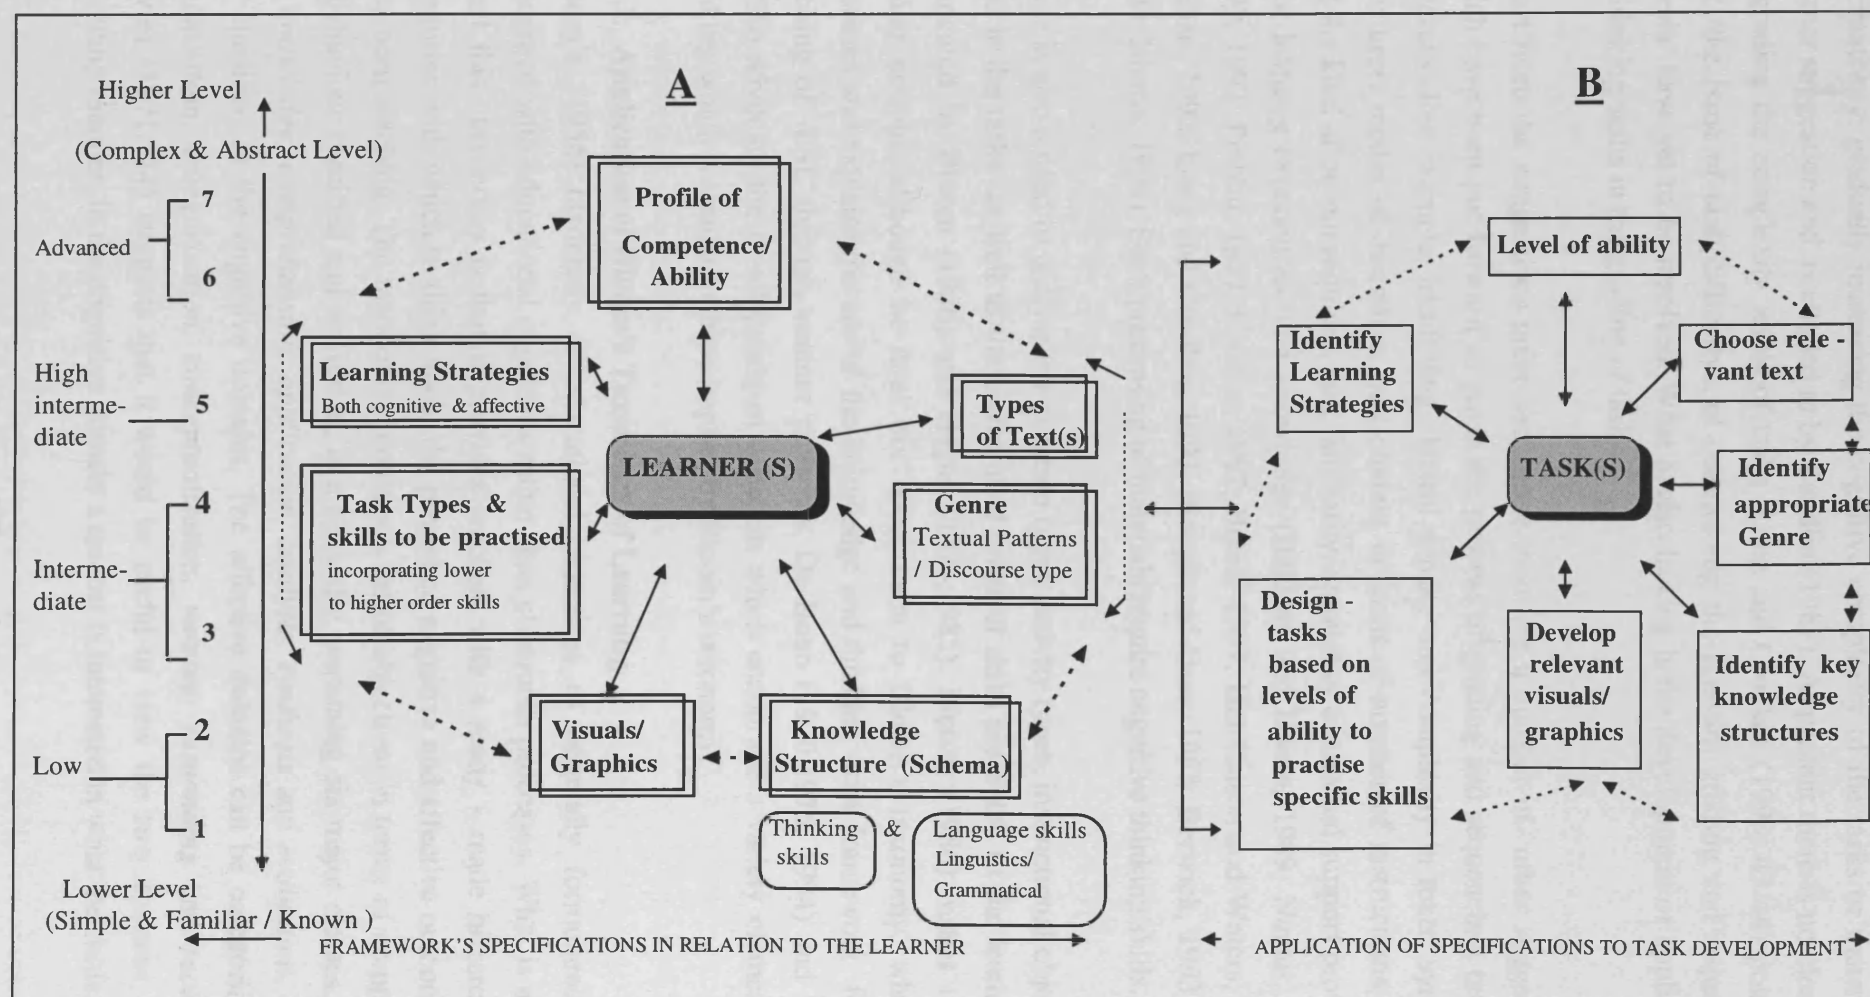 Higher Level
(Complex & Abstract Level)
7
Advanced
6
High
interme-
diate
5
4
Interme-
diate
3
2
Low
1
Lower Level
(Simple & Familiar / Known )
A
Profile of
Competence/
Ability
Learning Strategies
Both cognitive & affective
Types
of Text(s)
LEARNER (S)
Task Types &
skills to be practised
incorporating lower
to higher order skills
Genre
Textual Patterns
/ Discourse type
Visuals/
Graphics
Knowledge
Structure (Schema)
Thinking
skills
&
Language skills
Linguistics/
Grammatical
FRAMEWORK'S SPECIFICATIONS IN RELATION TO THE LEARNER
B
Level of ability
Identify
Learning
Strategies
Choose rele -
vant text
TASK(S)
Identify
appropriate
Genre
Design -
tasks
based on
levels of
ability to
practise
specific skills
Develop
relevant
visuals/
graphics
Identify key
knowledge
structures
APPLICATION OF SPECIFICATIONS TO TASK DEVELOPMENT